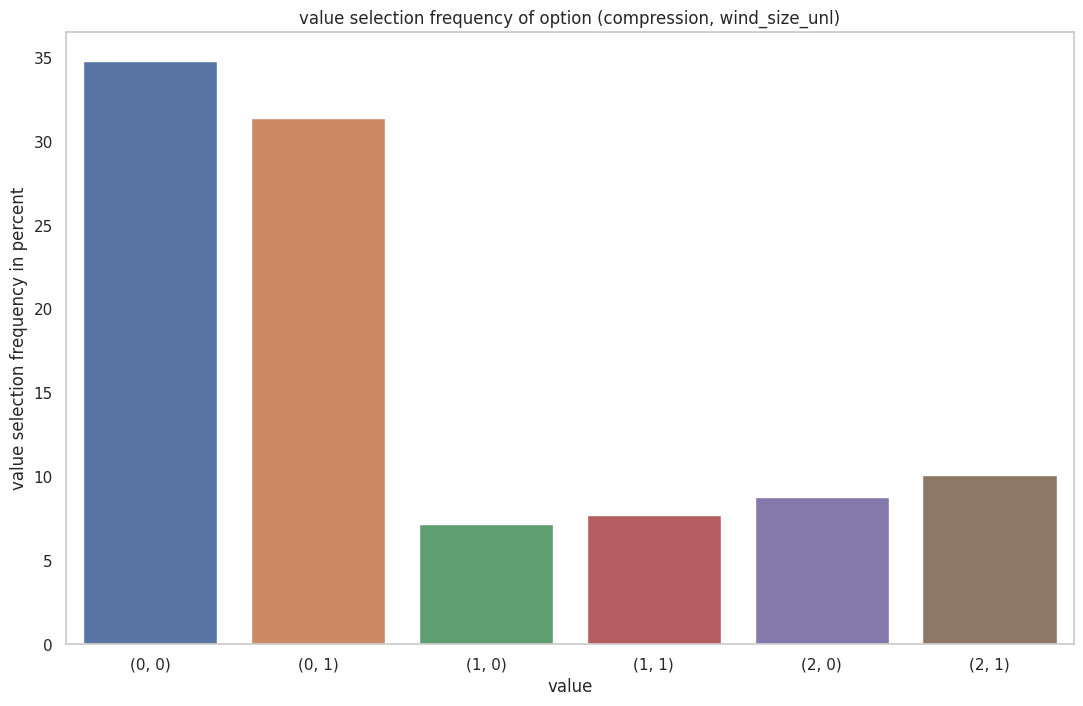 value selection frequency of option (compression, wind_size_unl)
value selection frequency in percent
35
30
25
20
15
10
5
0
(0, 0) (0, 1) (1, 0) (1, 1) (2, 0) (2, 1)
value